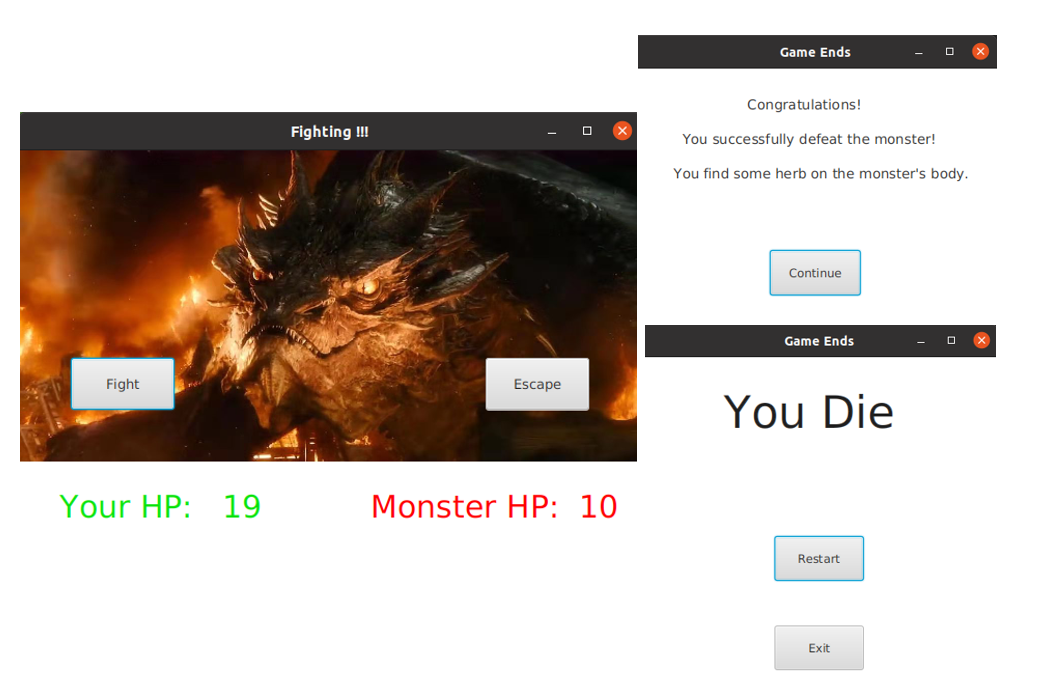 Fighting !!!
Fight
Escape
Your HP: 19
Monster HP: 10
Game Ends
Congratulations!
You successfully defeat the monster!
You find some herb on the monster's body.
Continue
Game Ends
You Die
Restart
Exit